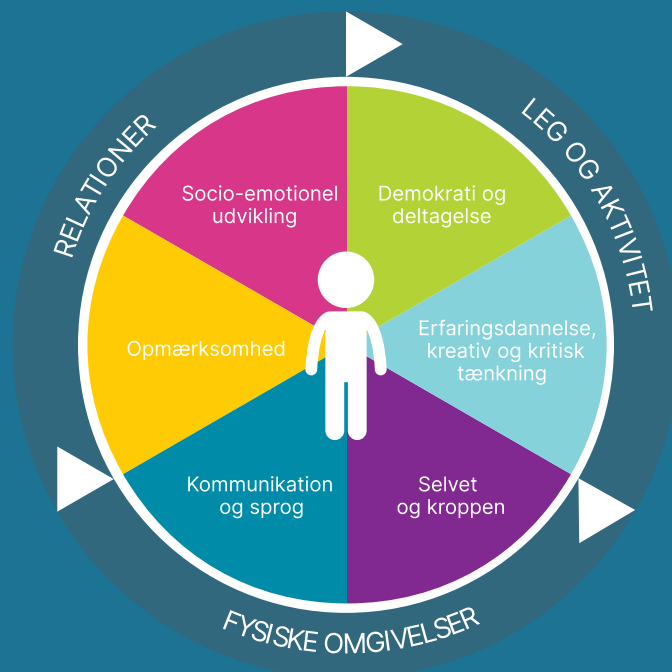 RELATIONER
LEG OG AKTIVITET
Socio-emotionel
udvikling
Demokrati og
deltagelse
Opmærksomhed
Erfaringsdannelse,
kreativ og kritisk
tænkning
Kommunikation
og sprog
Selvet
og kroppen
FYSISKE OMGIVELSER